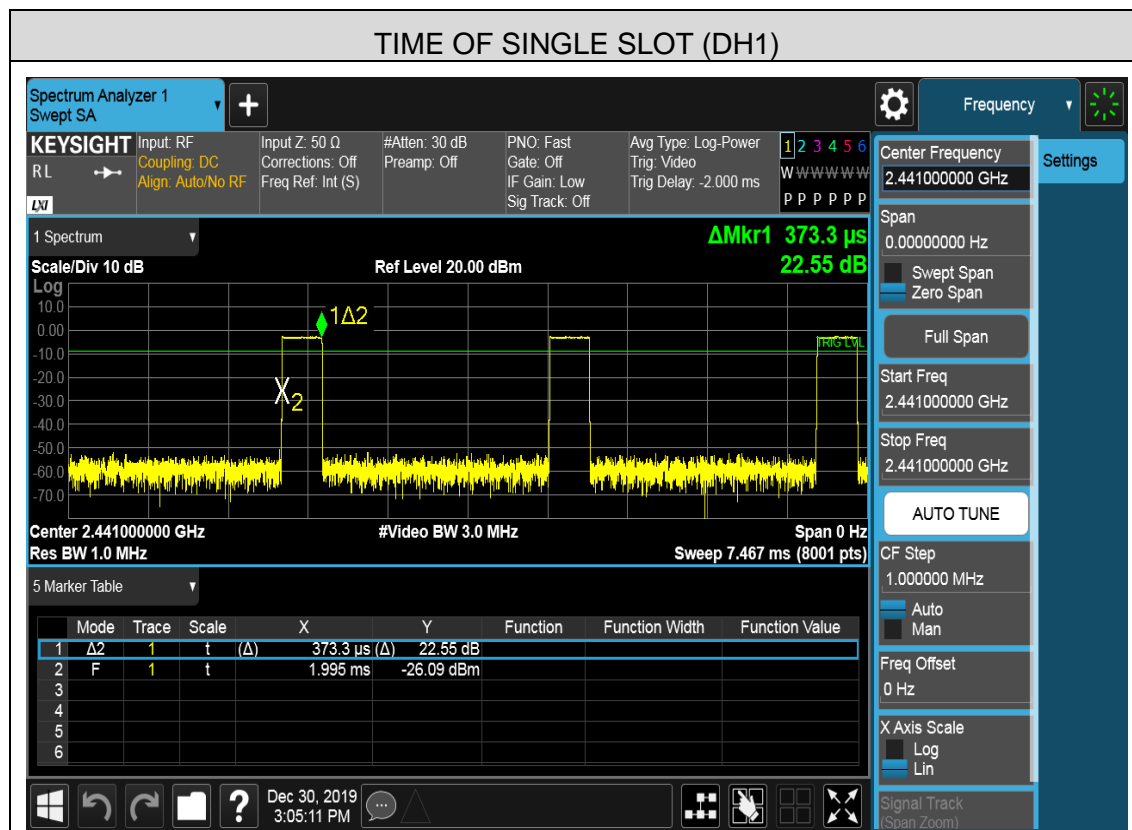 TIME OF SINGLE SLOT (DH1)
Spectrum Analyzer 1
Swept SA
+
Frequency
KEYSIGHT
RL
LXI
Input: RF
Coupling: DC
Align: Auto/No RF
Input Z: 50 Ω
Corrections: Off
Freq Ref: Int (S)
#Atten: 30 dB
Preamp: Off
PNO: Fast
Gate: Off
IF Gain: Low
Sig Track: Off
Avg Type: Log-Power
Trig: Video
Trig Delay: -2.000 ms
1 2 3 4 5 6
W W W W W W
P P P P P P
1 Spectrum
ΔMkr1 373.3 µs
22.55 dB
Scale/Div 10 dB
Ref Level 20.00 dBm
Log
10.0
0.00
-10.0
-20.0
-30.0
-40.0
-50.0
-60.0
-70.0
1Δ2
X2
TRIG LVL
Center 2.441000000 GHz
#Video BW 3.0 MHz
Span 0 Hz
Res BW 1.0 MHz
Sweep 7.467 ms (8001 pts)
5 Marker Table
Mode Trace Scale X Y Function Function Width Function Value
1 Δ2 1 t (Δ) 373.3 µs (Δ) 22.55 dB
2 F 1 t 1.995 ms -26.09 dBm
3
4
5
6
?
Dec 30, 2019
3:05:11 PM
Center Frequency
2.441000000 GHz
Settings
Span
0.00000000 Hz
Swept Span
Zero Span
Full Span
Start Freq
2.441000000 GHz
Stop Freq
2.441000000 GHz
AUTO TUNE
CF Step
1.000000 MHz
Auto
Man
Freq Offset
0 Hz
X Axis Scale
Log
Lin
Signal Track
(Span Zoom)